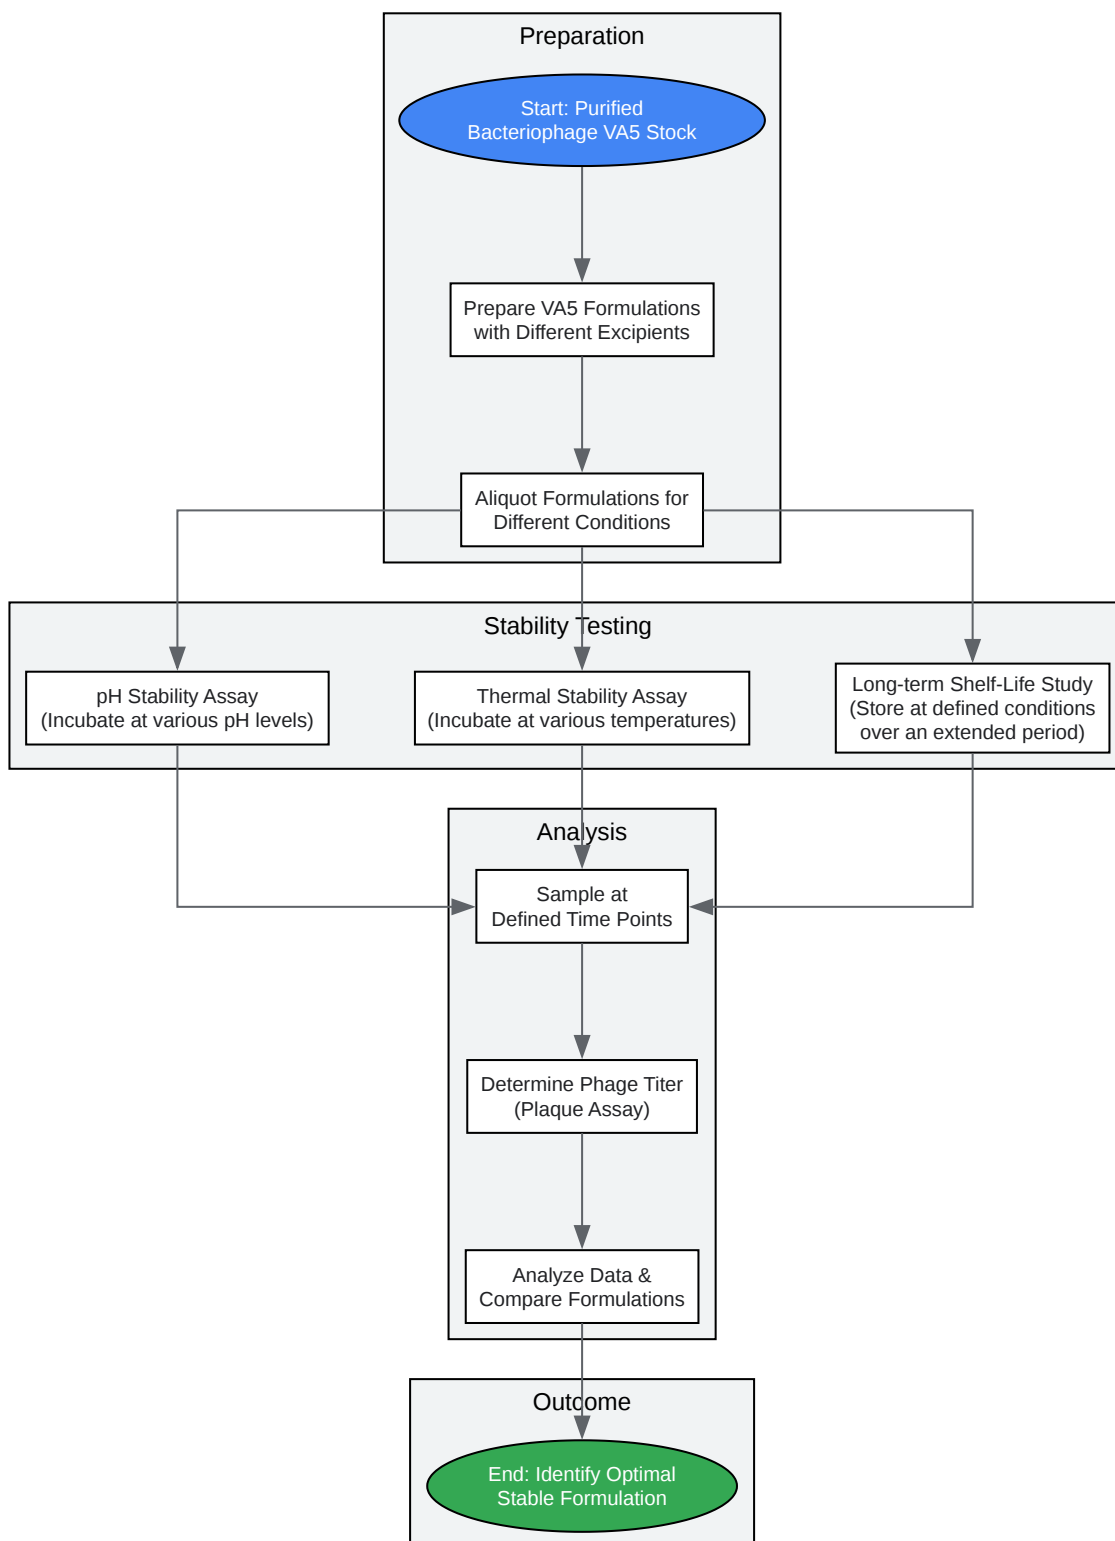 Preparation
Start: Purified
Bacteriophage VA5 Stock
Prepare VA5 Formulations
with Different Excipients
Aliquot Formulations for
Different Conditions
Stability Testing
pH Stability Assay
(Incubate at various pH levels)
Thermal Stability Assay
(Incubate at various temperatures)
Long-term Shelf-Life Study
(Store at defined conditions
over an extended period)
Analysis
Sample at
Defined Time Points
Determine Phage Titer
(Plaque Assay)
Analyze Data &
Compare Formulations
Outcome
End: Identify Optimal
Stable Formulation